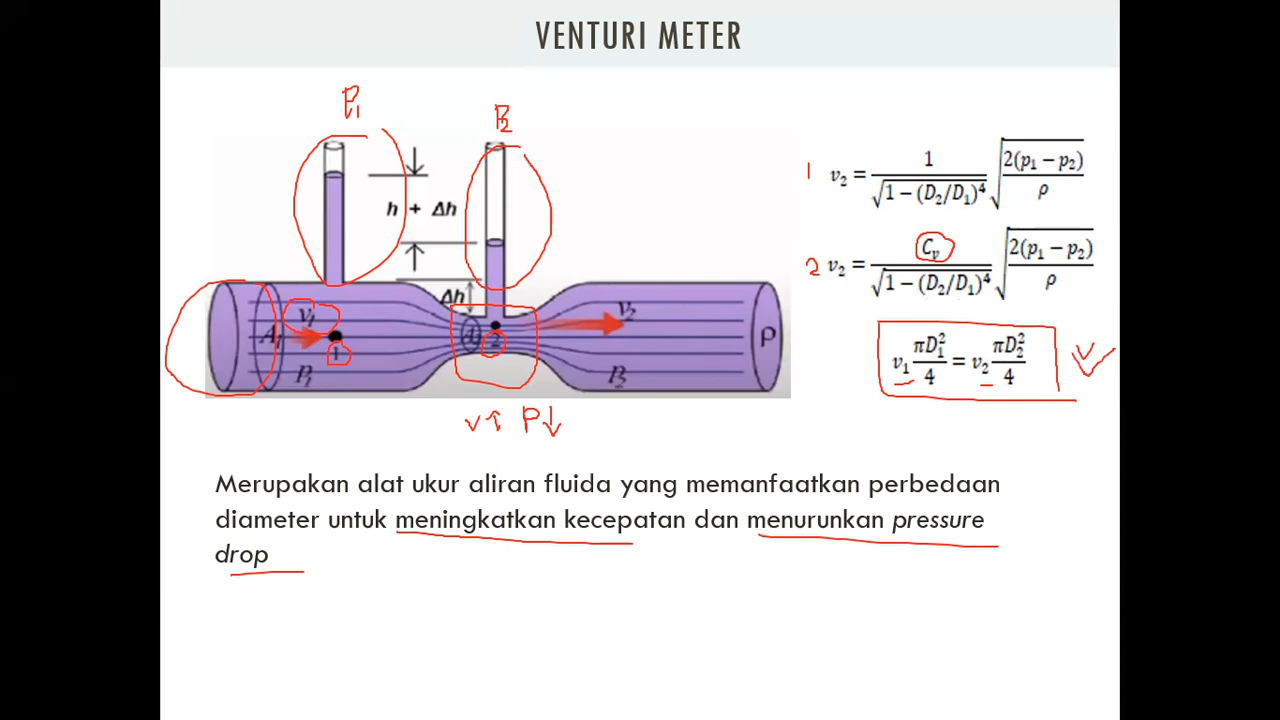 VENTURI METER
P1
P2
h + Δh
Δh
v1
A1
1
P1
A2
2
v2
P2
ρ
v↑ P↓
1 v₂ = 1 / √(1 − (D₂/D₁)⁴) √(2(p₁ − p₂) / ρ)
2 v₂ = Cᵥ / √(1 − (D₂/D₁)⁴) √(2(p₁ − p₂) / ρ)
v₁ πD₁² / 4 = v₂ πD₂² / 4
Merupakan alat ukur aliran fluida yang memanfaatkan perbedaan
diameter untuk meningkatkan kecepatan dan menurunkan pressure
drop